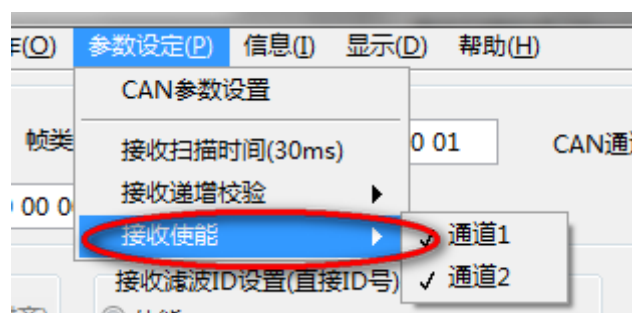 (O) 参数设定(P) 信息(I) 显示(D) 帮助(H)
CAN参数设置
帧类
接收扫描时间(30ms)
0 01
CAN通
接收递增校验
00 0
接收使能
✓ 通道1
接收滤波ID设置(直接ID号)
✓ 通道2